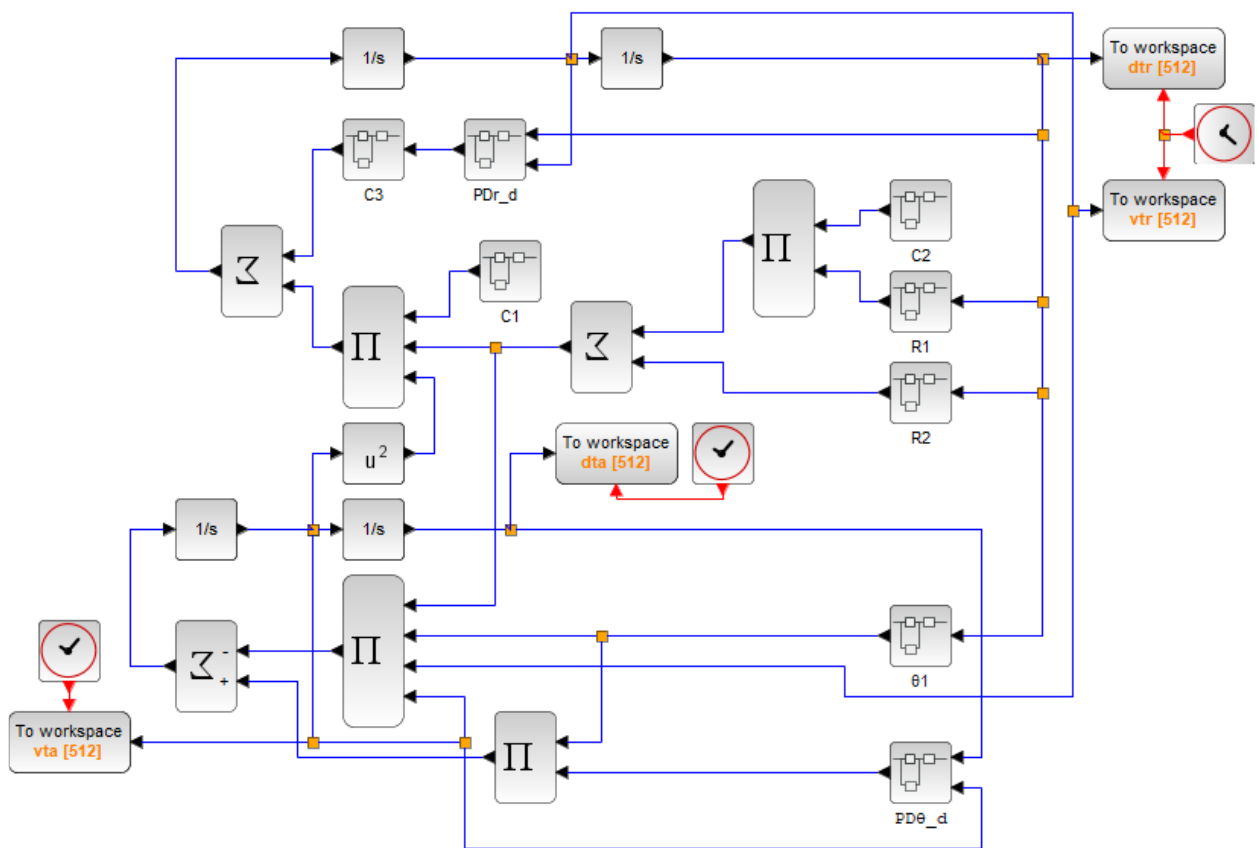 1/s
1/s
To workspace
dtr [512]
C3
PDr_d
To workspace
vtr [512]
C2
Σ
Π
C1
R1
Π
Σ
R2
u²
To workspace
dta [512]
1/s
1/s
Σ
-
+
Π
θ1
To workspace
vta [512]
Π
PDθ_d